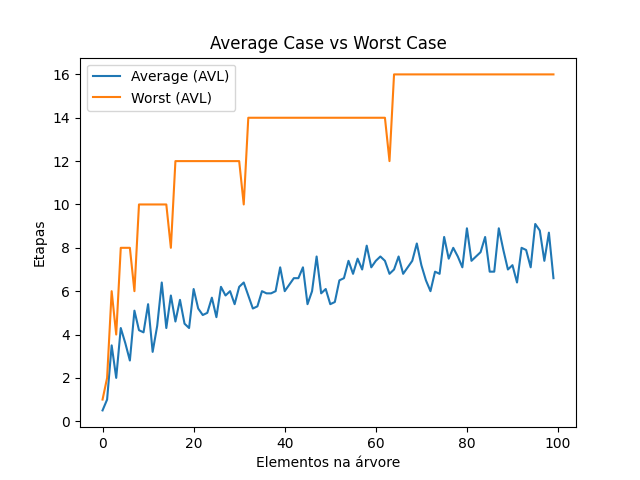 Average Case vs Worst Case
Average (AVL)
Worst (AVL)
Etapas
16
14
12
10
8
6
4
2
0
0 20 40 60 80 100
Elementos na árvore